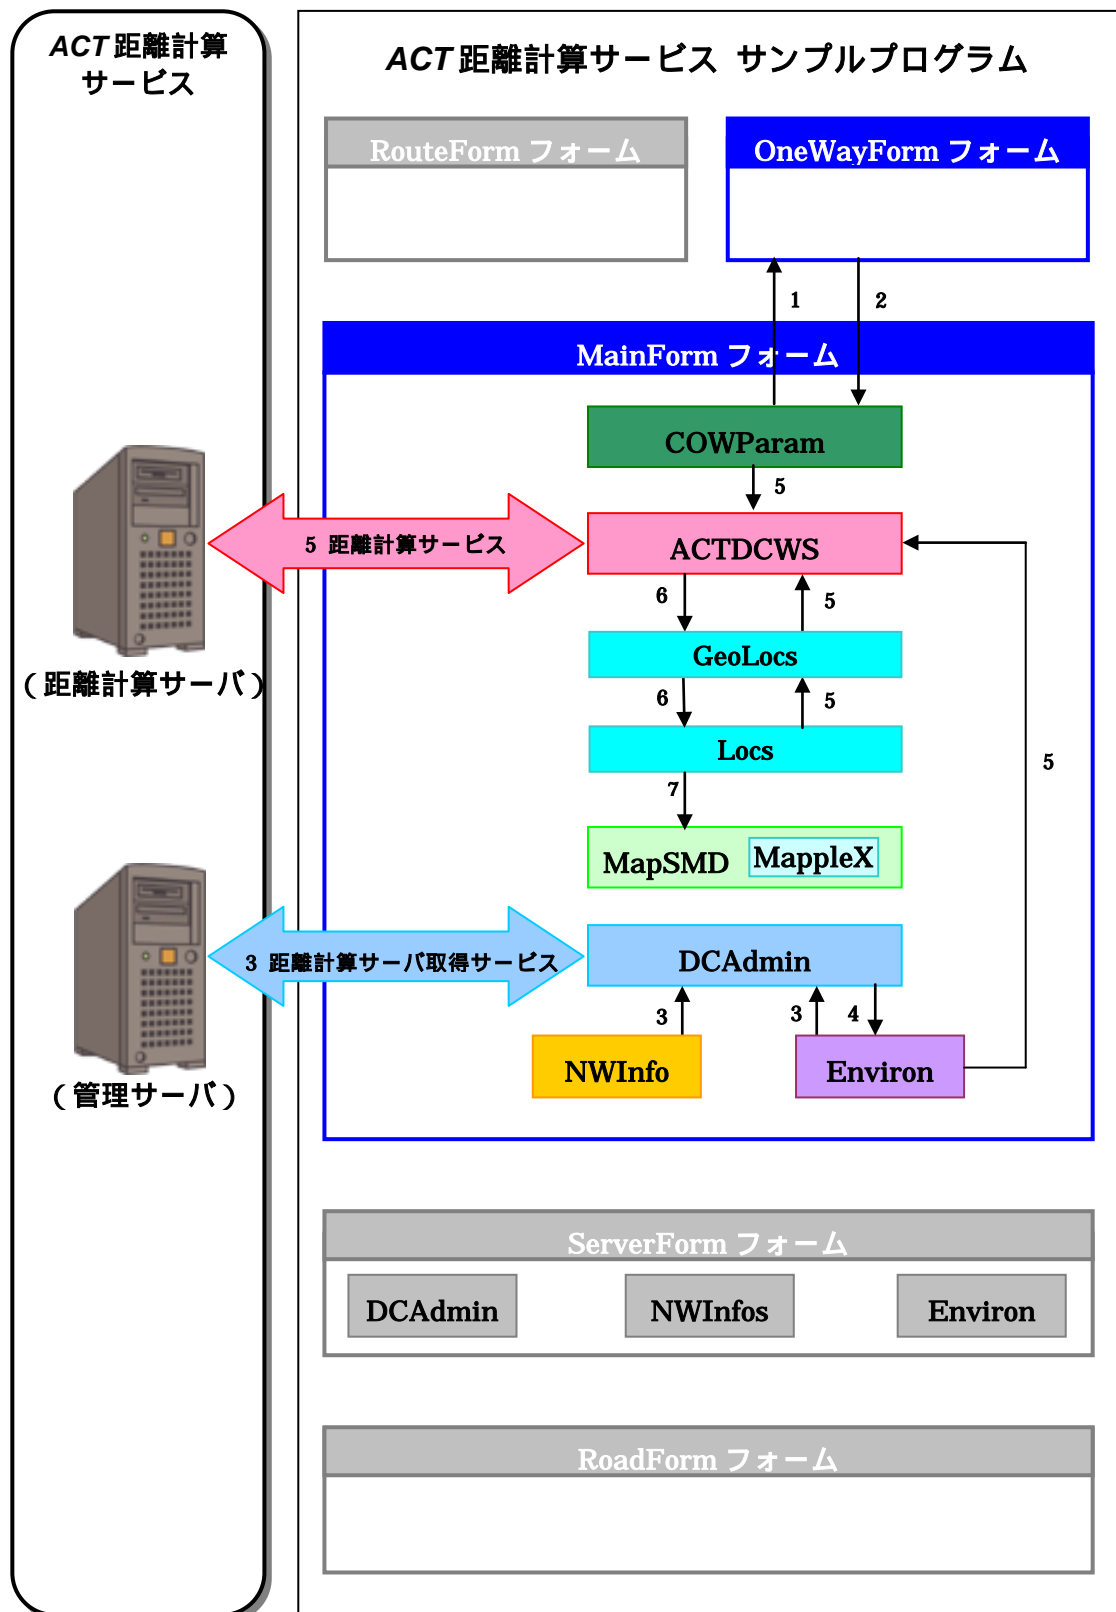 ACT 距離計算
サービス
ACT 距離計算サービス サンプルプログラム
RouteForm フォーム
OneWayForm フォーム
1
2
MainForm フォーム
COWParam
5
5 距離計算サービス
ACTDCWS
6
5
GeoLocs
(距離計算サーバ)
6
5
Locs
5
7
MapSMD
MappleX
3 距離計算サーバ取得サービス
DCAdmin
3
3
4
NWInfo
Environ
(管理サーバ)
ServerForm フォーム
DCAdmin
NWInfos
Environ
RoadForm フォーム